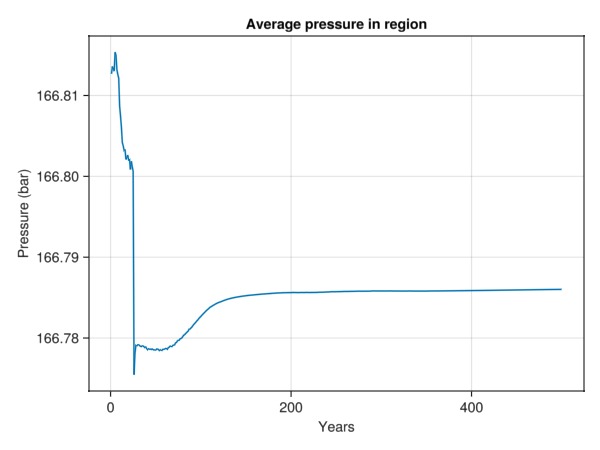 Average pressure in region
Pressure (bar)
166.81
166.80
166.79
166.78
0 200 400
Years